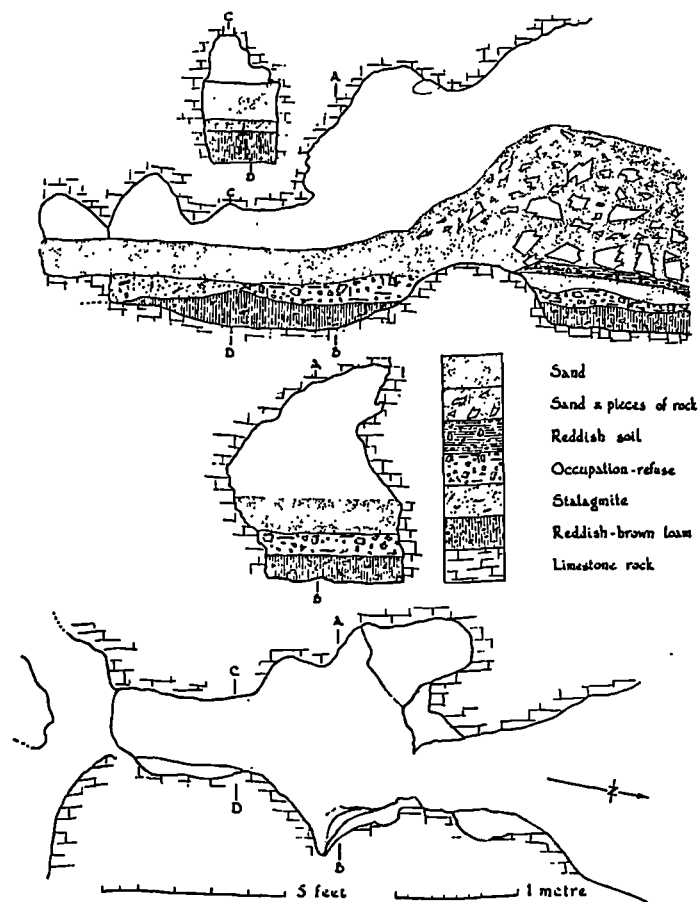 C
A
C
D
D
B
A
Sand
Sand & pieces of rock
Reddish soil
Occupation-refuse
Stalagmite
Reddish-brown loam
Limestone rock
B
A
C
D
B
5 feet
1 metre